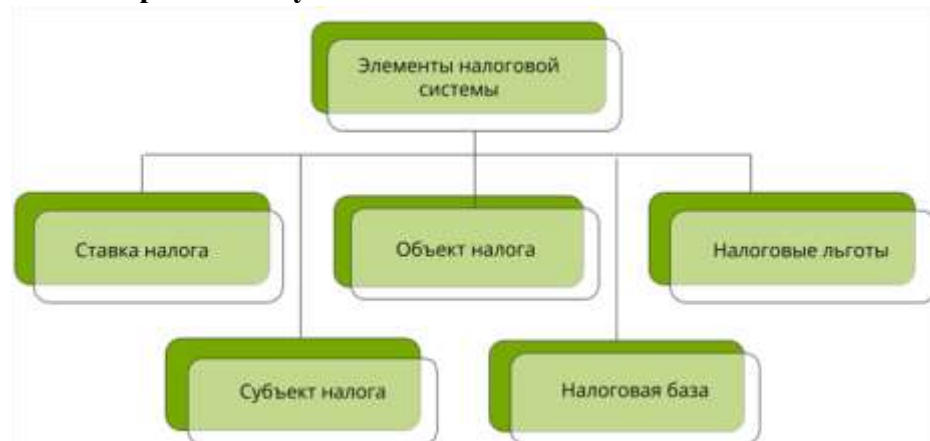 Элементы налоговой
системы
Ставка налога
Объект налога
Налоговые льготы
Субъект налога
Налоговая база